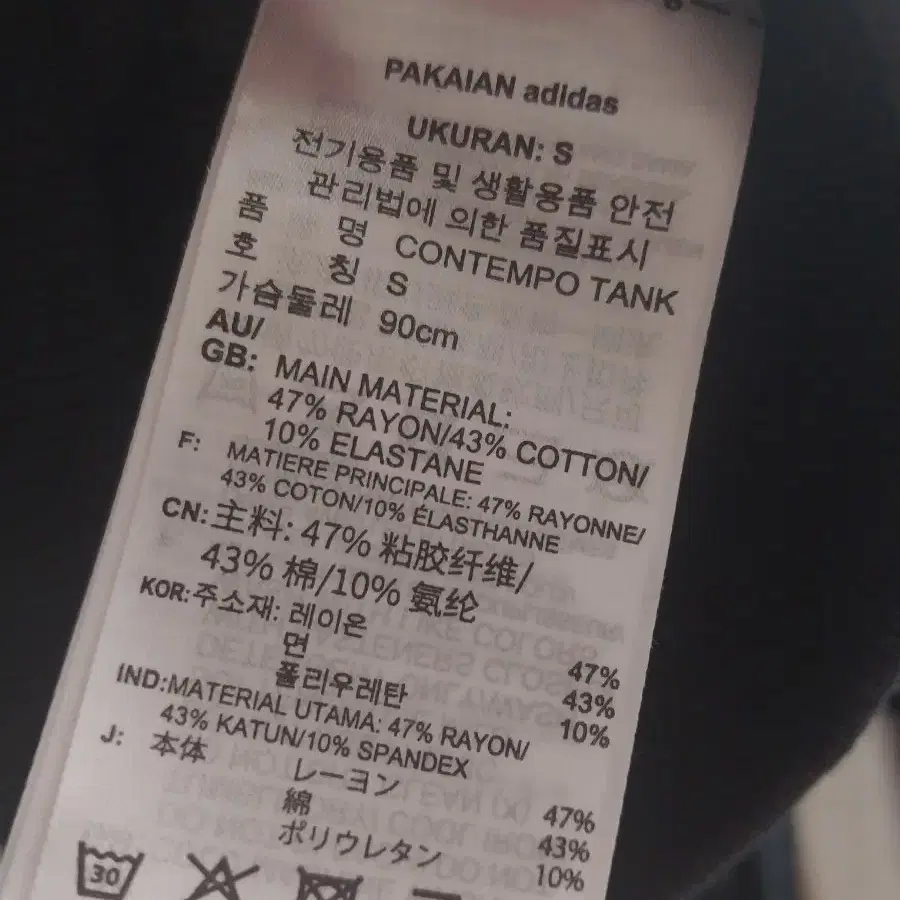 PAKAIAN adidas
UKURAN: S
전기용품 및 생활용품 안전
관리법에 의한 품질표시
품 명 CONTEMPO TANK
호 칭 S
가슴둘레 90cm
AU/
GB: MAIN MATERIAL:
47% RAYON/43% COTTON/
10% ELASTANE
F: MATIERE PRINCIPALE: 47% RAYONNE/
43% COTON/10% ÉLASTHANNE
CN: 主料: 47% 粘胶纤维/
43% 棉/10% 氨纶
KOR: 주소재: 레이온 47%
면 43%
폴리우레탄 10%
IND: MATERIAL UTAMA: 47% RAYON/
43% KATUN/10% SPANDEX
J: 本体 レーヨン 47%
綿 43%
ポリウレタン 10%
30